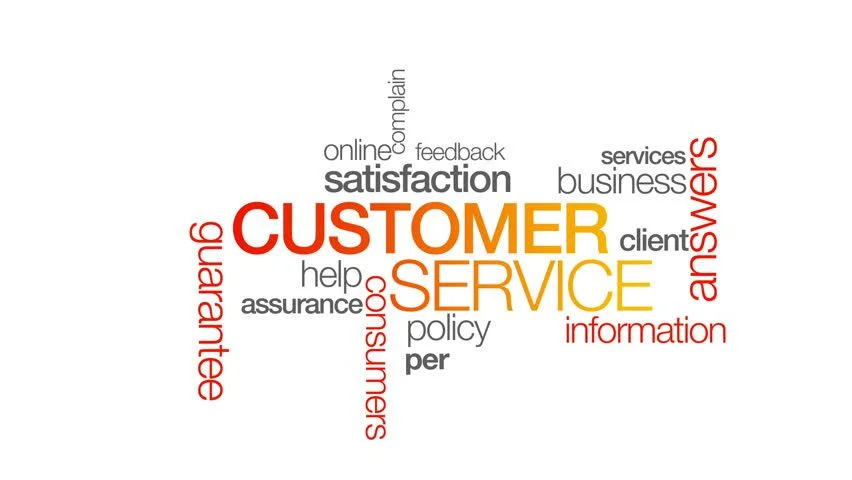 complain
online
feedback
satisfaction
services
business
answers
CUSTOMER
client
guarantee
help
SERVICE
assurance
consumers
policy
information
per